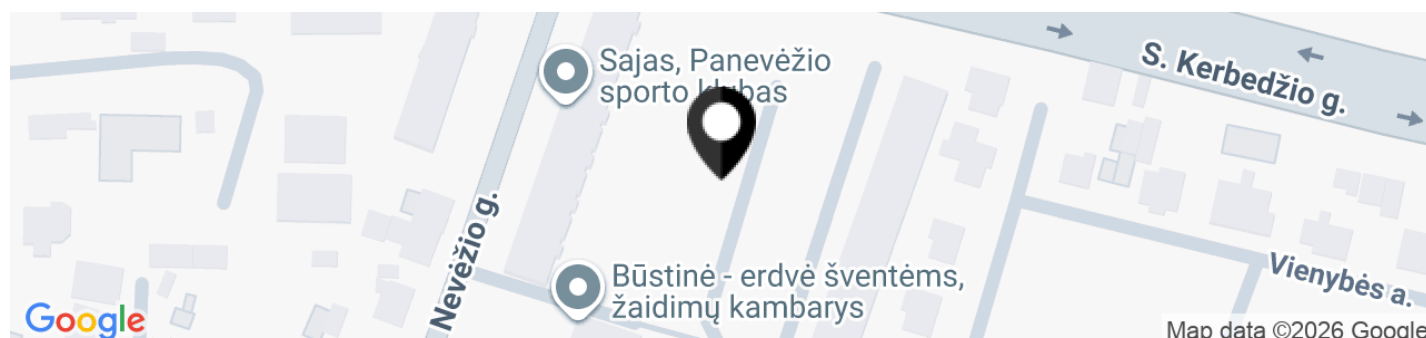 Sajas, Panevėžio
sporto klubas
S. Kerbedžio g.
Nevėžio g.
Būstinė - erdvė šventėms,
žaidimų kambarys
Vienybės a.
Google
Map data ©2026 Google